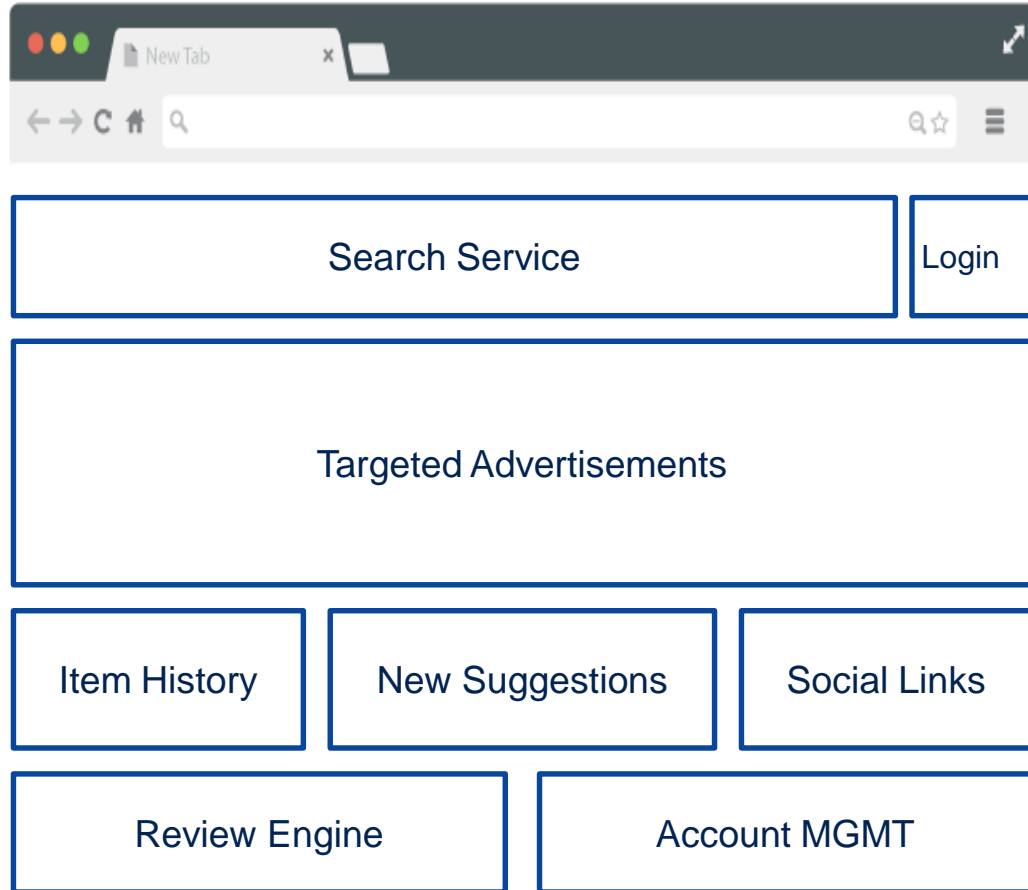 New Tab
Search Service
Login
Targeted Advertisements
Item History
New Suggestions
Social Links
Review Engine
Account MGMT